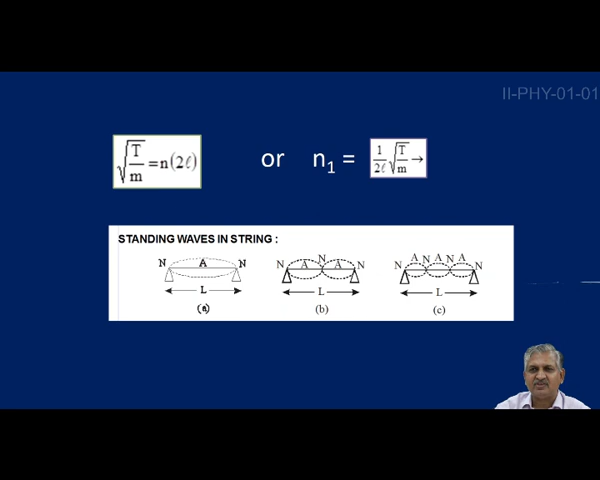 II-PHY-01-01
√(T/m) = n(2ℓ) or n₁ = 1/2ℓ √(T/m) →
STANDING WAVES IN STRING :
N A N N A N A N N A N A N A N
L L L
(a) (b) (c)